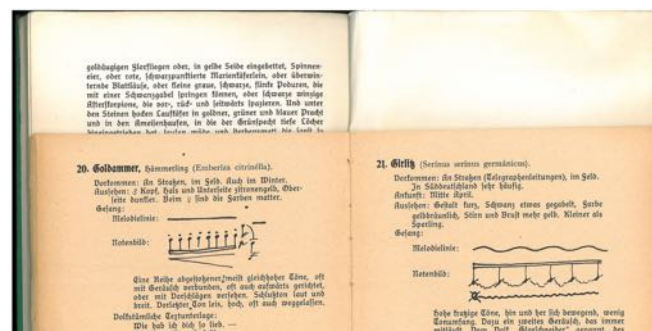 goldäugigen Florfliegen oder, in gelbe Seide eingebettet, Spinnen-
eier, oder rote, schwarzpunktierte Marienkäferlein, oder überwin-
ternde Blattläuse, oder kleine graue, schwarze, flinke Poduren, die
mit einer Schwanzgabel springen können, oder schwarze winzige
Afterskorpione, die vor-, rück- und seitwärts spazieren. Und unter
den Steinen hocken Laufkäfer in goldner, grüner und blauer Pracht
und in den Ameisenhaufen, in die der Grünspecht tiefe Löcher
20. Goldammer, Hämmerling (Emberiza citrinélla).
Vorkommen: An Straßen, im Feld. Auch im Winter.
Aussehen: ♂ Kopf, Hals und Unterseite zitronengelb, Ober-
seite dunkler. Beim ♀ sind die Farben matter.
Gesang:
Melodielinie:
Notenbild:
Eine Reihe abgestoßener, meist gleichhoher Töne, oft
mit Geräusch verbunden, oft auch aufwärts gerichtet,
oder mit Vorschlägen versehen. Schlußton laut und
breit. Vorletzter Ton leis, hoch, oft auch weggelassen.
Volkstümliche Textunterlage:
Wie hab ich dich so lieb. —
21. Girlitz (Serinus serinus germánicus).
Vorkommen: An Straßen (Telegraphenleitungen), im Feld.
In Süddeutschland sehr häufig.
Ankunft: Mitte April.
Aussehen: Gestalt kurz, Schwanz etwas gegabelt, Farbe
gelbbräunlich, Stirn und Brust mehr gelb. Kleiner als
Sperling.
Gesang:
Melodielinie:
Notenbild:
Hohe kratzige Töne, hin und her sich bewegend, wenig
Tonumfang. Dazu ein zweites Geräusch, das immer